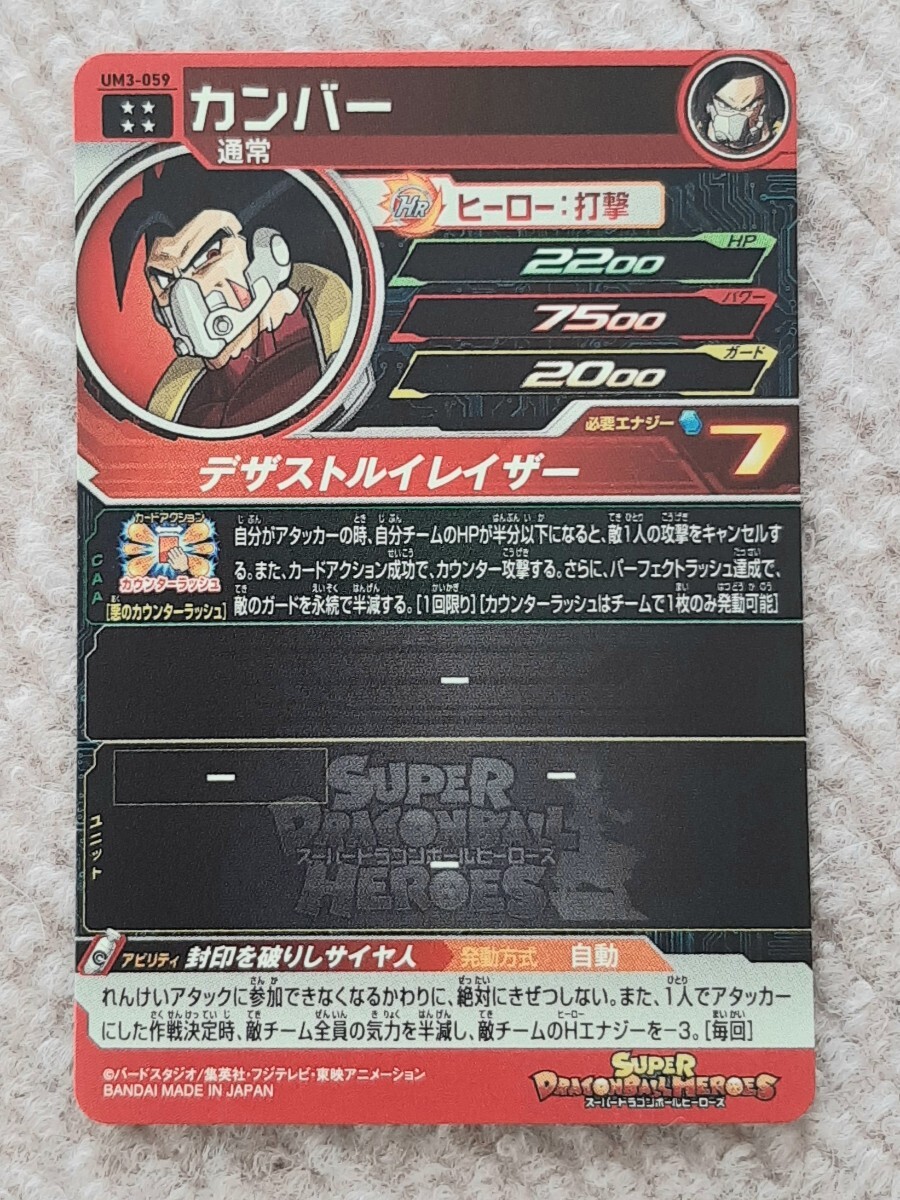 UM3-059
カンバー
通常
HR
ヒーロー:打撃
HP
2200
パワー
7500
ガード
2000
必要エナジー
7
デザストルイレイザー
CAA
カードアクション
カウンターラッシュ
[悪のカウンターラッシュ]
自分がアタッカーの時、自分チームのHPが半分以下になると、敵1人の攻撃をキャンセルす
る。また、カードアクション成功で、カウンター攻撃する。さらに、パーフェクトラッシュ達成で、
敵のガードを永続で半減する。[1回限り][カウンターラッシュはチームで1枚のみ発動可能]
ー
ユニット
ー
ー
ー
SUPER
DRAGONBALL
スーパードラゴンボールヒーローズ
HEROES
アビリティ 封印を破りしサイヤ人 発動方式 自動
れんけいアタックに参加できなくなるかわりに、絶対にきぜつしない。また、1人でアタッカー
にした作戦決定時、敵チーム全員の気力を半減し、敵チームのHエナジーを−3。[毎回]
©バードスタジオ/集英社・フジテレビ・東映アニメーション
BANDAI MADE IN JAPAN
SUPER
DRAGONBALL HEROES
スーパードラゴンボールヒーローズ